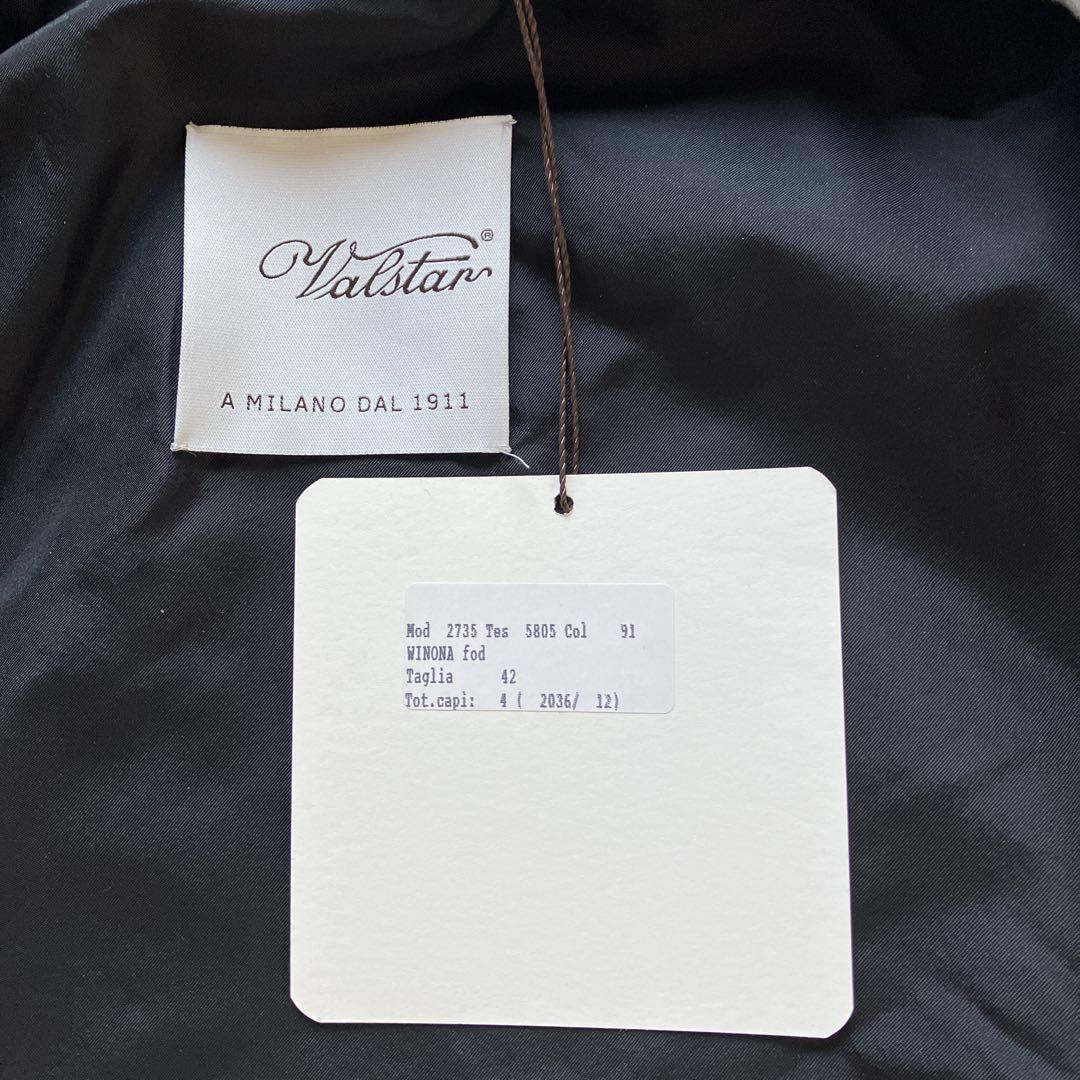 Valstar®
A MILANO DAL 1911
Mod 2735 Tes 5805 Col 91
WINONA fod
Taglia 42
Tot.capi: 4 ( 2036/ 12)